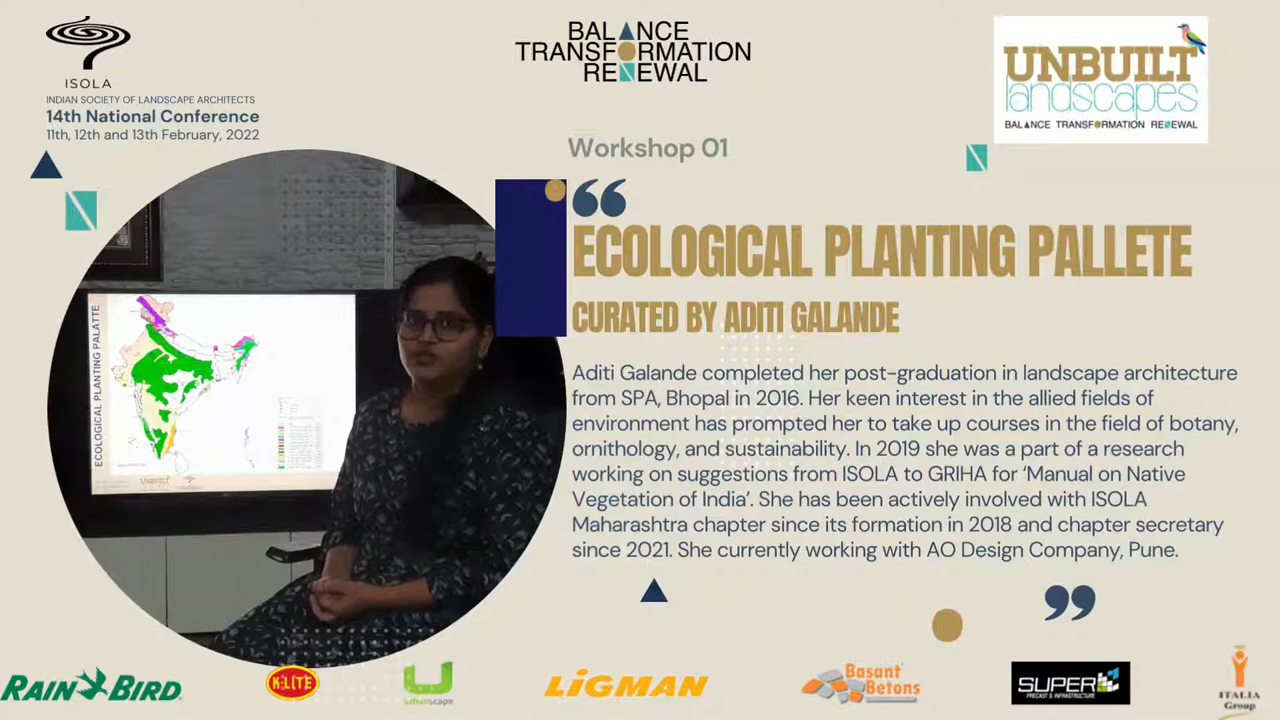 ISOLA
INDIAN SOCIETY OF LANDSCAPE ARCHITECTS
14th National Conference
11th, 12th and 13th February, 2022
BALANCE
TRANSFORMATION
RENEWAL
UNBUILT
landscapes
BALANCE TRANSFORMATION RENEWAL
Workshop 01
“
ECOLOGICAL PLANTING PALLETE
CURATED BY ADITI GALANDE
ECOLOGICAL PLANTING PALATTE
Aditi Galande completed her post-graduation in landscape architecture
from SPA, Bhopal in 2016. Her keen interest in the allied fields of
environment has prompted her to take up courses in the field of botany,
ornithology, and sustainability. In 2019 she was a part of a research
working on suggestions from ISOLA to GRIHA for ‘Manual on Native
Vegetation of India’. She has been actively involved with ISOLA
Maharashtra chapter since its formation in 2018 and chapter secretary
since 2021. She currently working with AO Design Company, Pune.
”
RAIN BIRD
K-LITE
urbanscape
LIGMAN
Basant
Betons
SUPER
PRECAST & INFRASTRUCTURE
ITALIA
Group